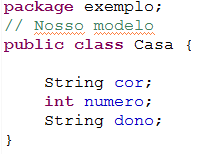 package exemplo;
// Nosso modelo
public class Casa {
String cor;
int numero;
String dono;
}